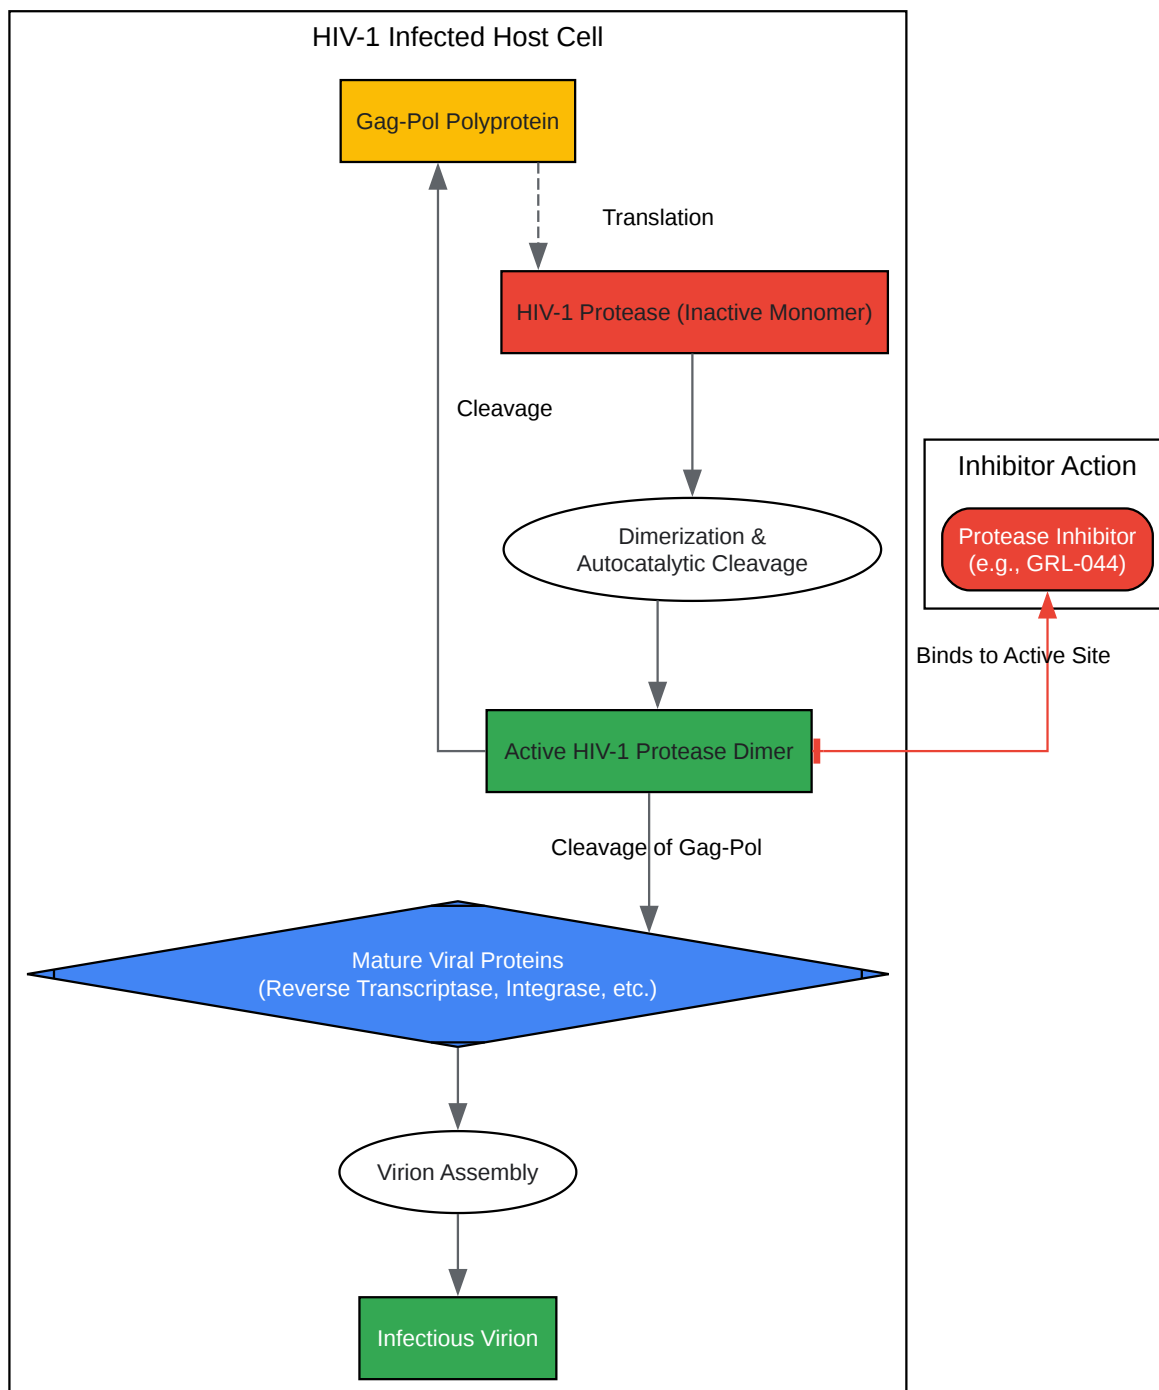 HIV-1 Infected Host Cell
Gag-Pol Polyprotein
Translation
HIV-1 Protease (Inactive Monomer)
Cleavage
Inhibitor Action
Protease Inhibitor
(e.g., GRL-044)
Dimerization &
Autocatalytic Cleavage
Binds to Active Site
Active HIV-1 Protease Dimer
Cleavage of Gag-Pol
Mature Viral Proteins
(Reverse Transcriptase, Integrase, etc.)
Virion Assembly
Infectious Virion